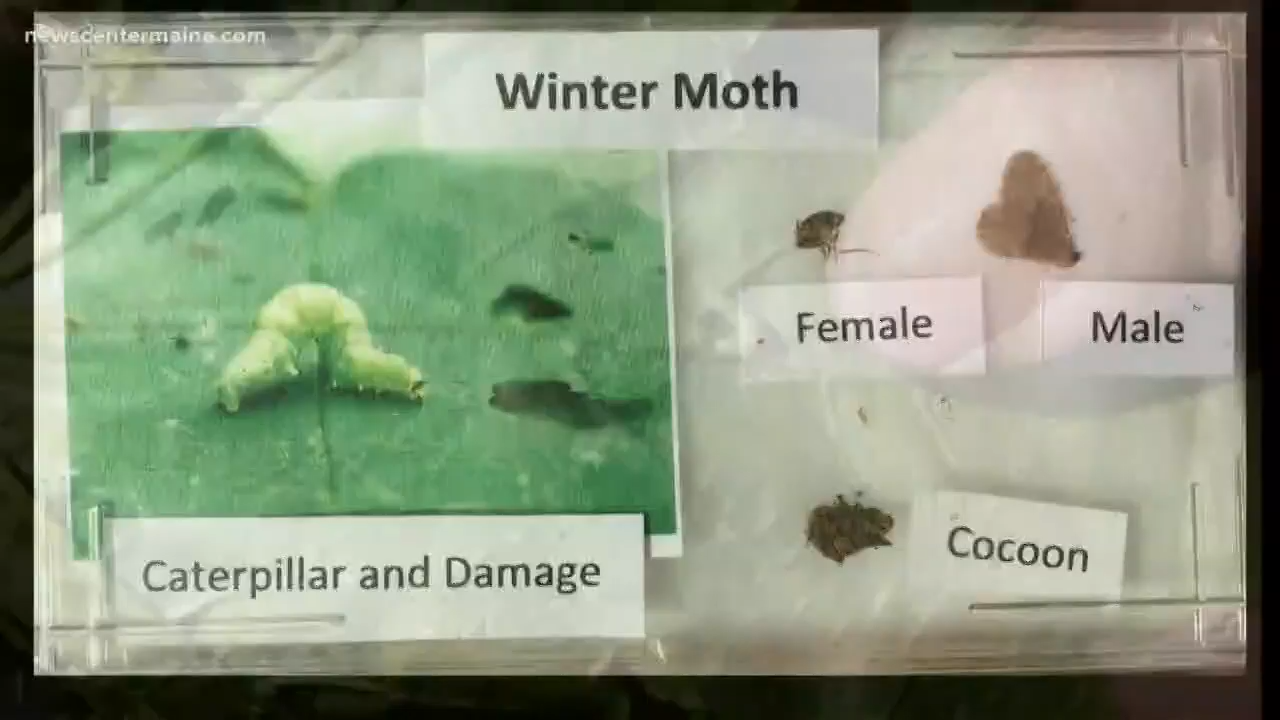 newscentermaine.com
Winter Moth
Female
Male
Caterpillar and Damage
Cocoon